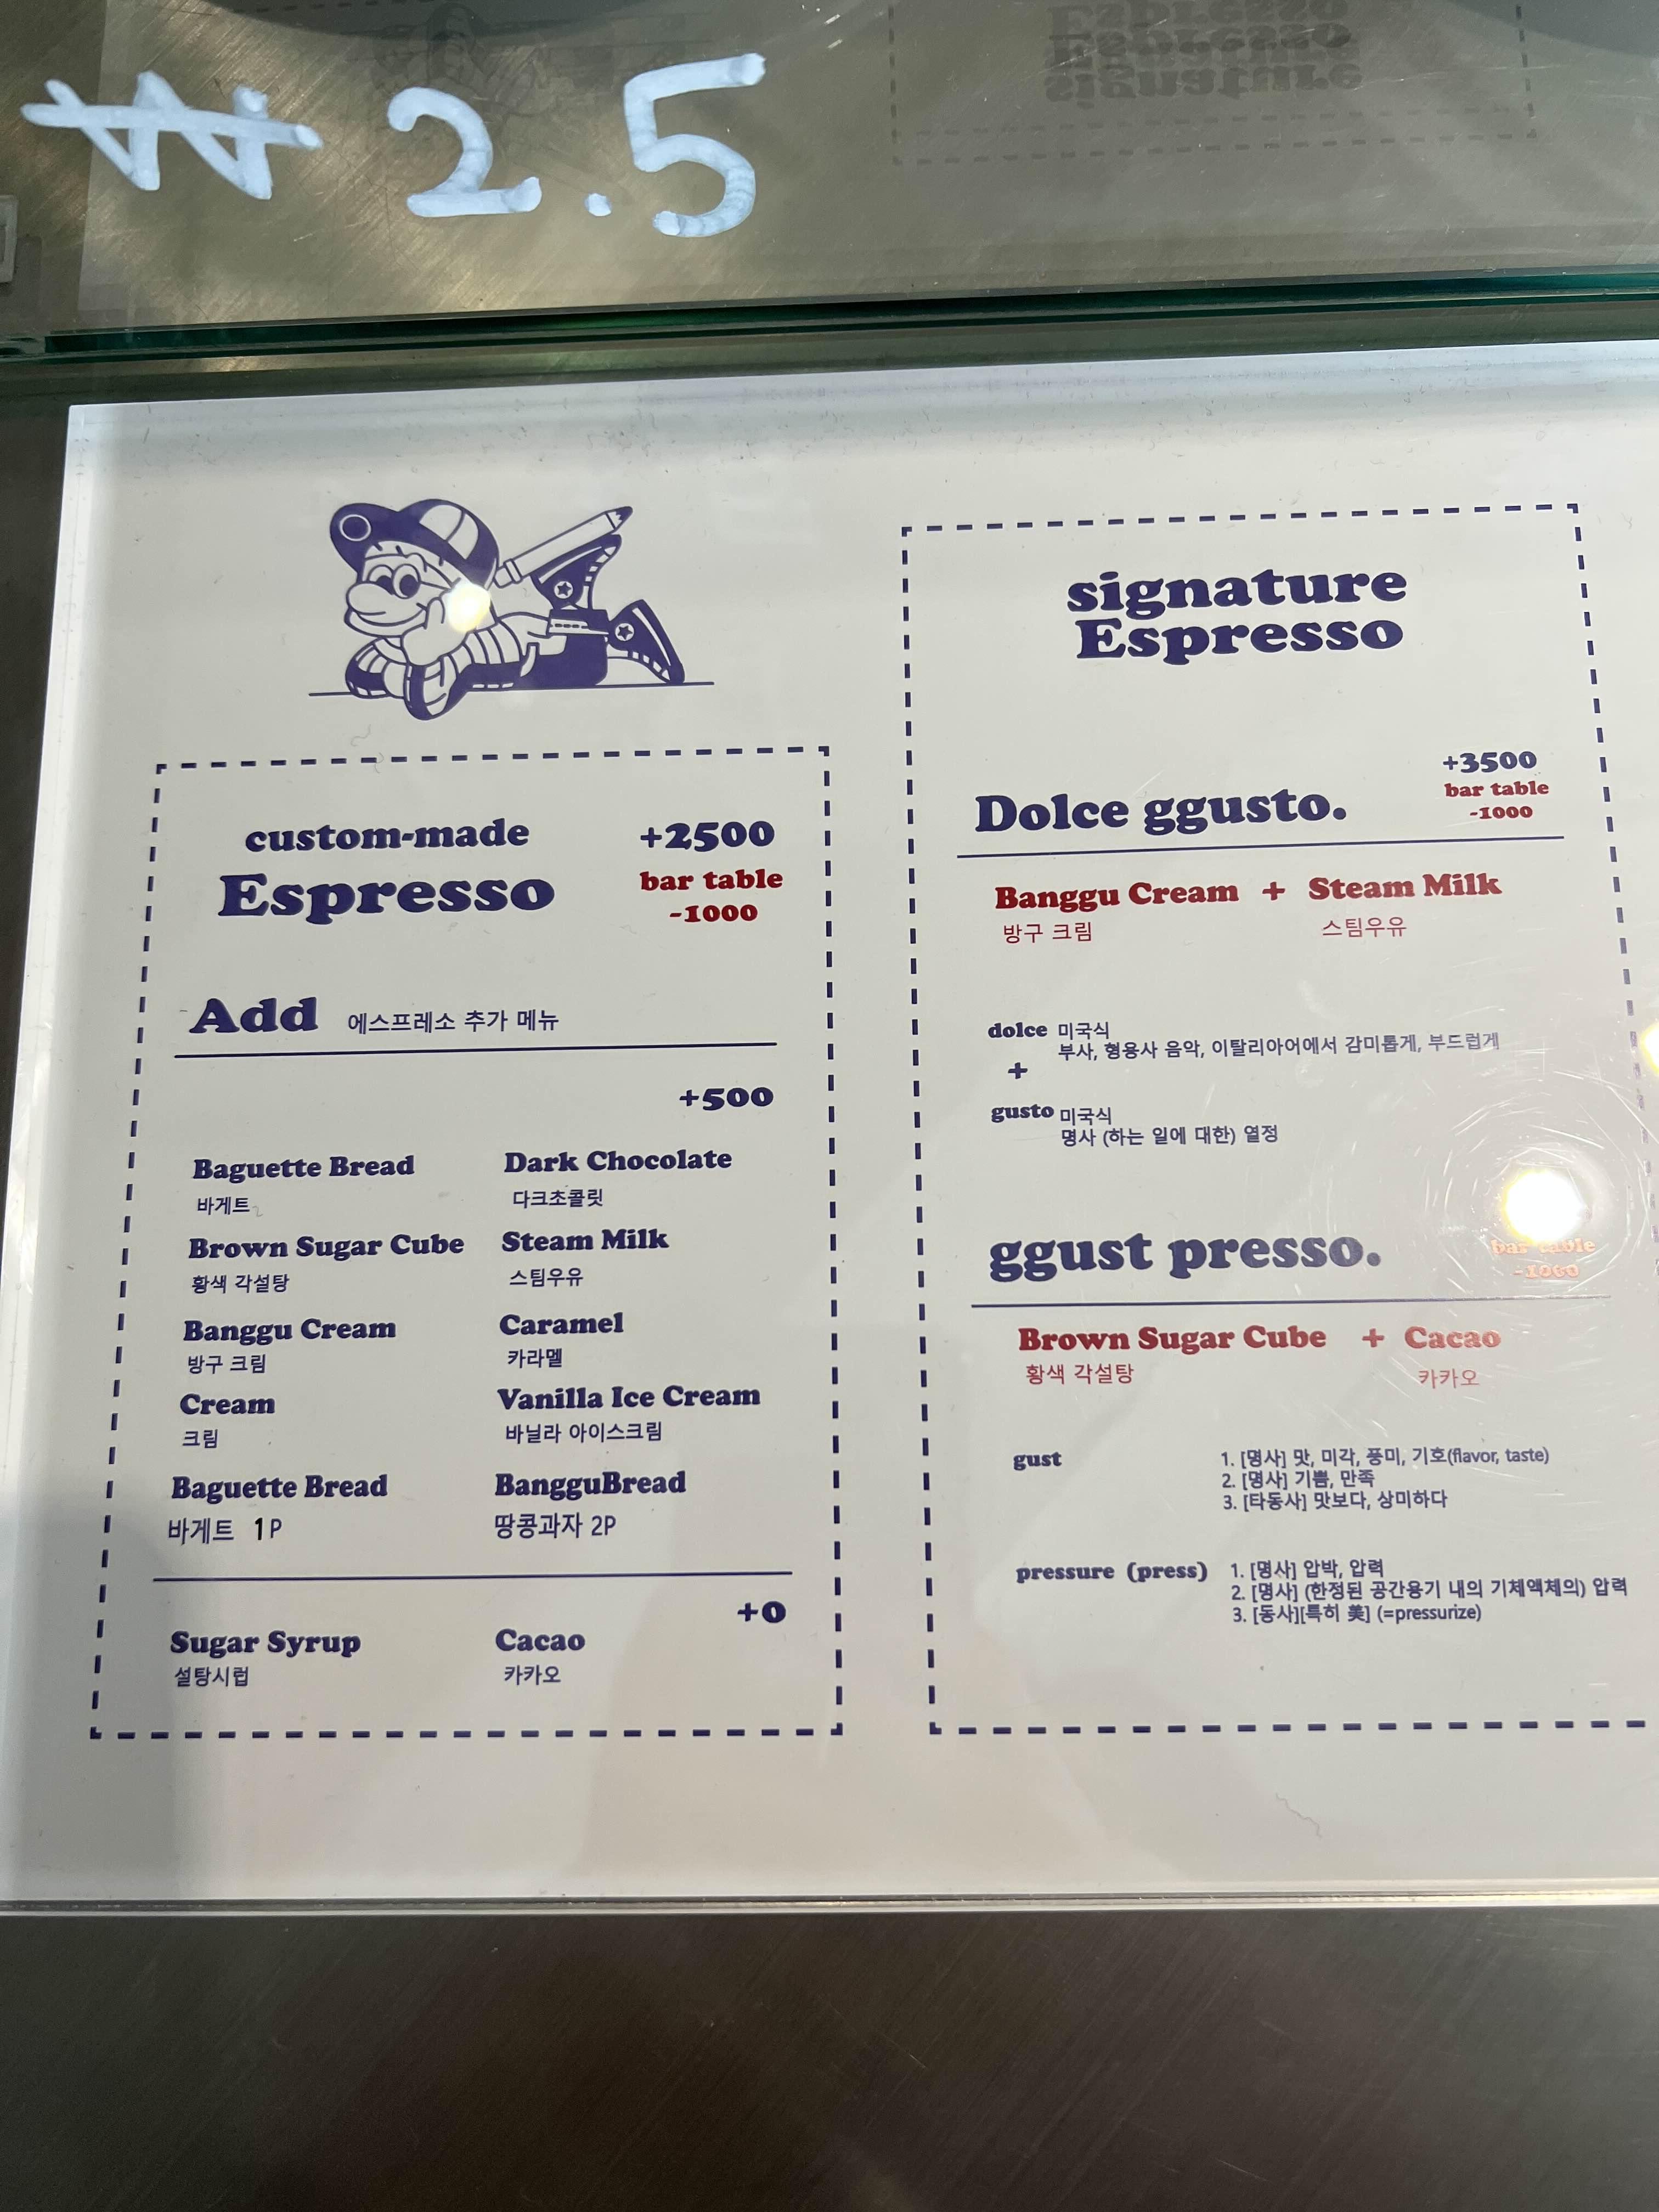 ₩ 2.5
custom-made
Espresso
+2500
bar table
-1000
Add 에스프레소 추가 메뉴
+500
Baguette Bread
바게트
Dark Chocolate
다크초콜릿
Brown Sugar Cube
황색 각설탕
Steam Milk
스팀우유
Banggu Cream
방구 크림
Caramel
카라멜
Cream
크림
Vanilla Ice Cream
바닐라 아이스크림
Baguette Bread
바게트 1P
BangguBread
땅콩과자 2P
+0
Sugar Syrup
설탕시럽
Cacao
카카오
signature
Espresso
Dolce ggusto.
+3500
bar table
-1000
Banggu Cream + Steam Milk
방구 크림 스팀우유
dolce 미국식
부사, 형용사 음악, 이탈리아어에서 감미롭게, 부드럽게
+
gusto 미국식
명사 (하는 일에 대한) 열정
ggust presso.
bar table
-1000
Brown Sugar Cube + Cacao
황색 각설탕 카카오
gust 1. [명사] 맛, 미각, 풍미, 기호(flavor, taste)
2. [명사] 기쁨, 만족
3. [타동사] 맛보다, 상미하다
pressure (press) 1. [명사] 압박, 압력
2. [명사] (한정된 공간용기 내의 기체액체의) 압력
3. [동사][특히 美] (=pressurize)